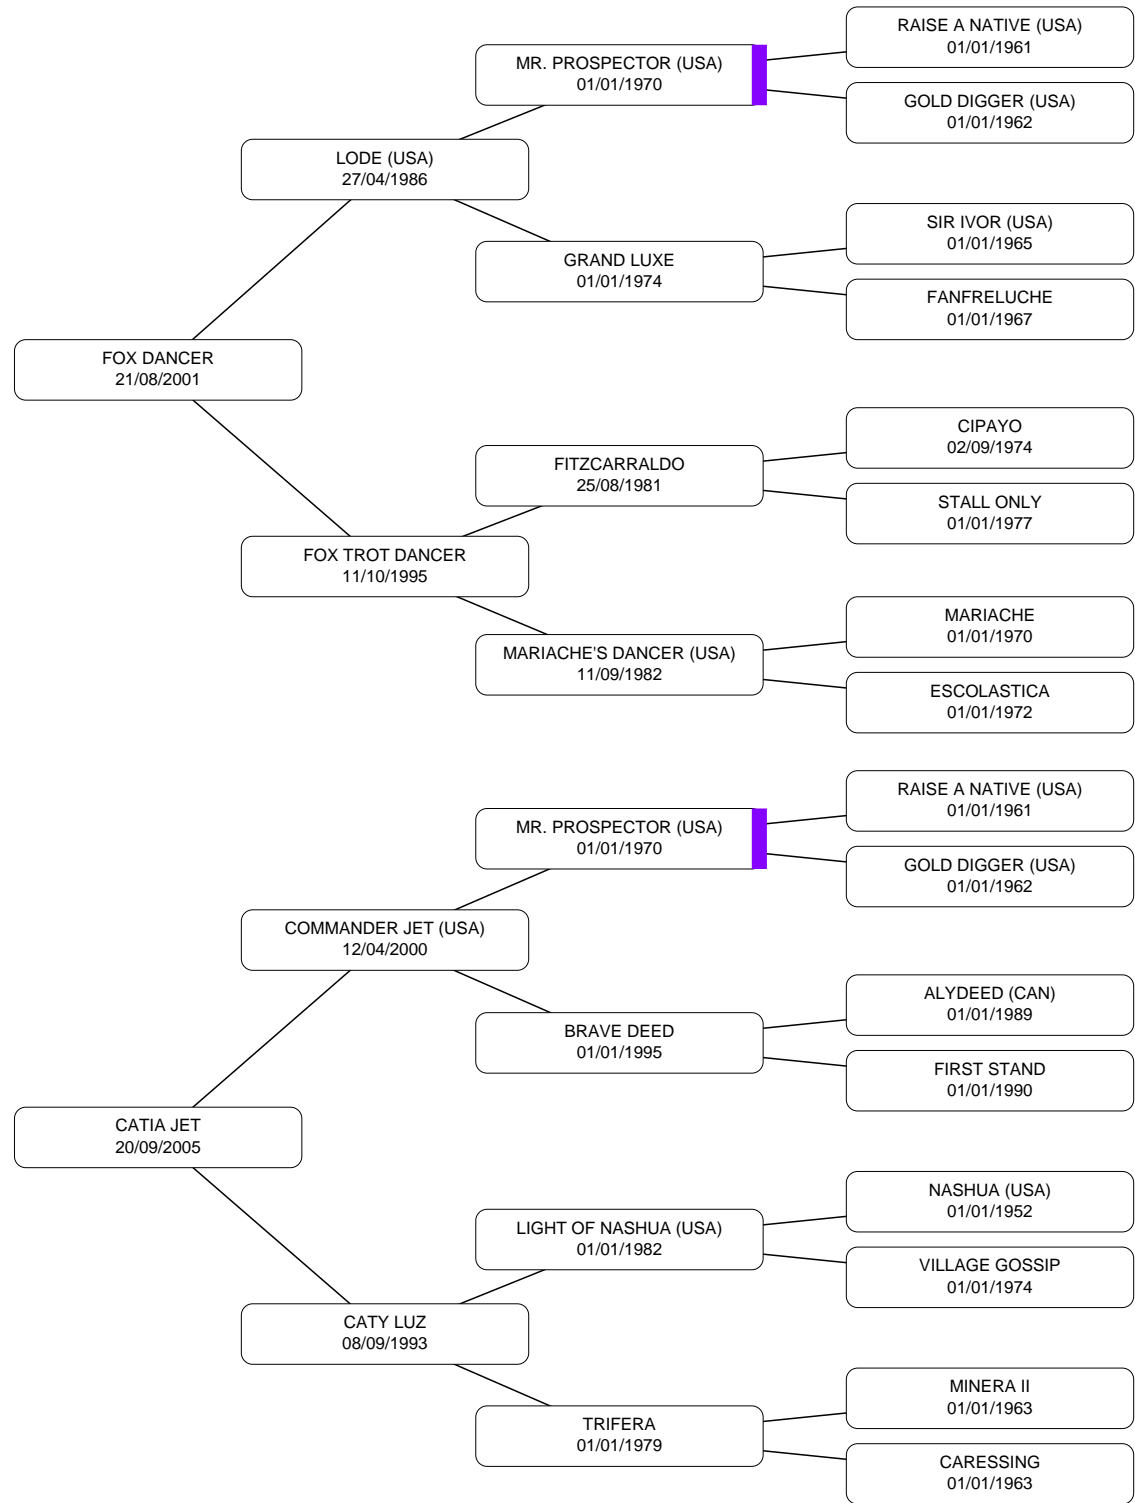 RAISE A NATIVE (USA)
01/01/1961
MR. PROSPECTOR (USA)
01/01/1970
GOLD DIGGER (USA)
01/01/1962
LODE (USA)
27/04/1986
SIR IVOR (USA)
01/01/1965
GRAND LUXE
01/01/1974
FANFRELUCHE
01/01/1967
FOX DANCER
21/08/2001
CIPAYO
02/09/1974
FITZCARRALDO
25/08/1981
STALL ONLY
01/01/1977
FOX TROT DANCER
11/10/1995
MARIACHE
01/01/1970
MARIACHE'S DANCER (USA)
11/09/1982
ESCOLASTICA
01/01/1972
RAISE A NATIVE (USA)
01/01/1961
MR. PROSPECTOR (USA)
01/01/1970
GOLD DIGGER (USA)
01/01/1962
COMMANDER JET (USA)
12/04/2000
ALYDEED (CAN)
01/01/1989
BRAVE DEED
01/01/1995
FIRST STAND
01/01/1990
CATIA JET
20/09/2005
NASHUA (USA)
01/01/1952
LIGHT OF NASHUA (USA)
01/01/1982
VILLAGE GOSSIP
01/01/1974
CATY LUZ
08/09/1993
MINERA II
01/01/1963
TRIFERA
01/01/1979
CARESSING
01/01/1963